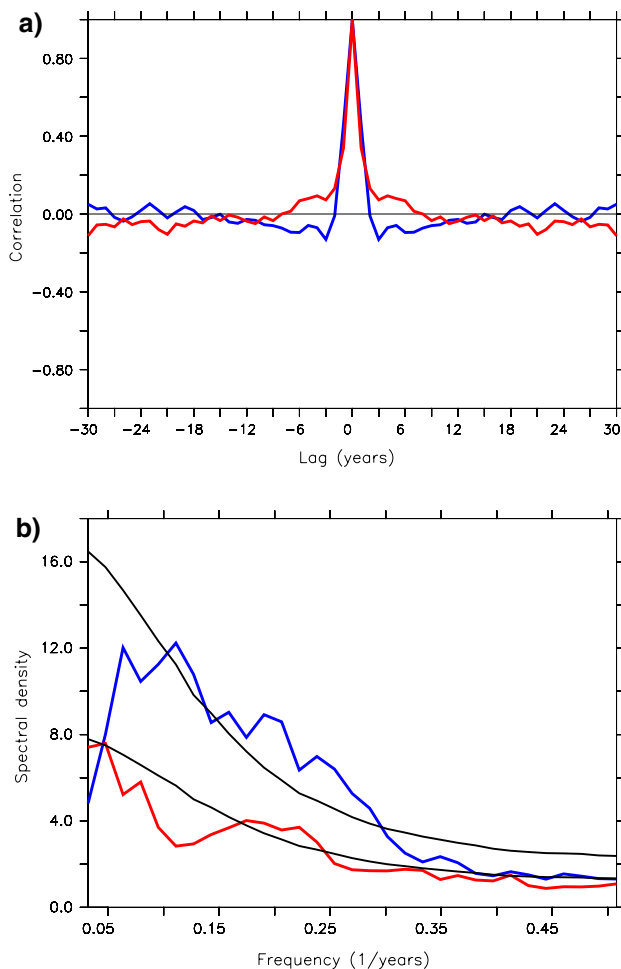 a)
0.80
0.40
0.00
-0.40
-0.80
Correlation
-30 -24 -18 -12 -6 0 6 12 18 24 30
Lag (years)
b)
16.0
12.0
8.0
4.0
0.0
Spectral density
0.05 0.15 0.25 0.35 0.45
Frequency (1/years)